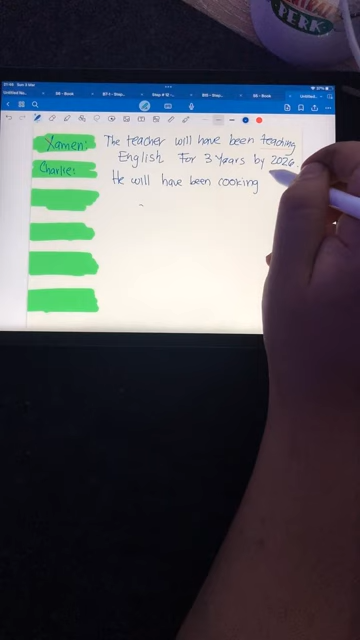 PERK
Xamen: The teacher will have been teaching
English For 3 Years by 2026.
Charlie: He will have been cooking